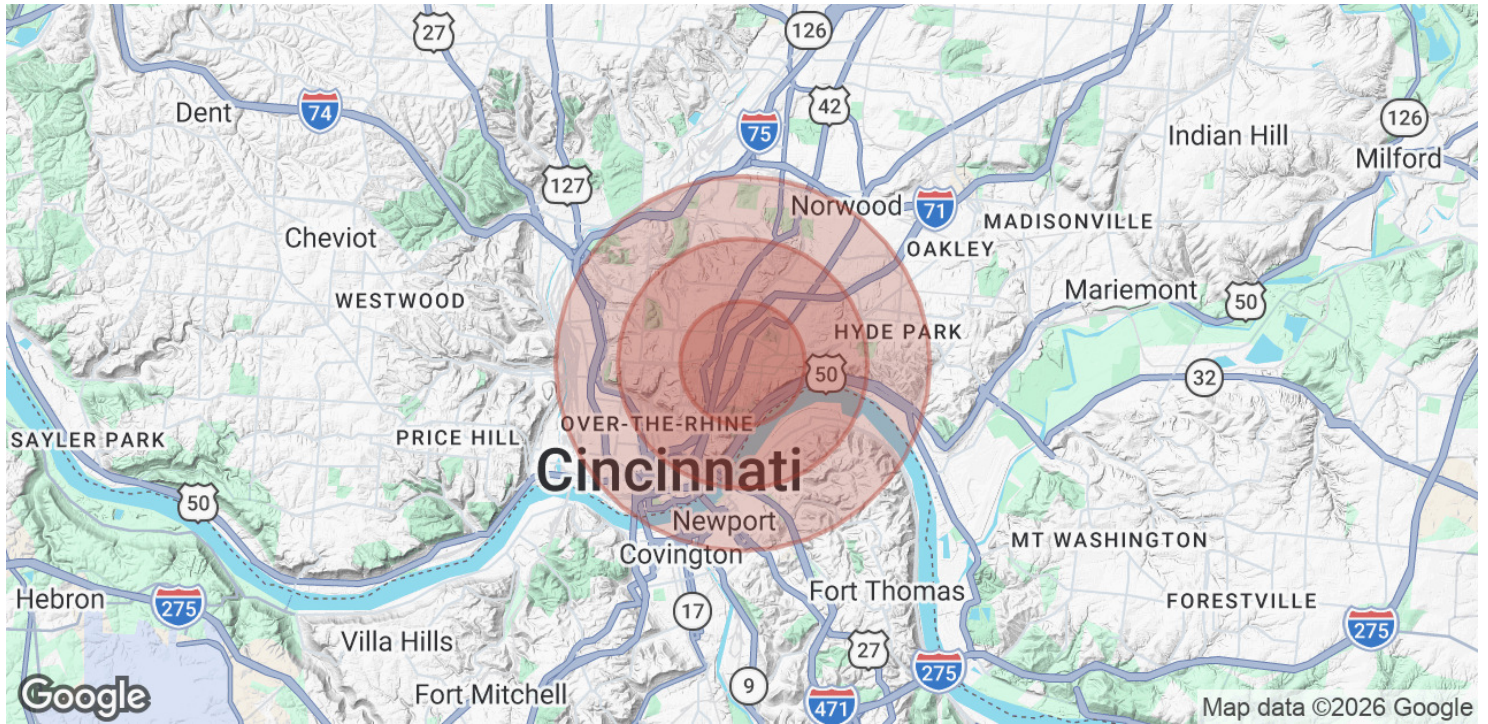 27
126
42
Dent
74
75
126
Indian Hill
Milford
127
Norwood
71
MADISONVILLE
Cheviot
OAKLEY
WESTWOOD
Mariemont
50
HYDE PARK
50
32
OVER-THE-RHINE
SAYLER PARK
PRICE HILL
Cincinnati
50
Newport
MT WASHINGTON
Covington
Fort Thomas
Hebron
275
17
FORESTVILLE
275
Villa Hills
27
275
9
Fort Mitchell
471
Google
Map data ©2026 Google